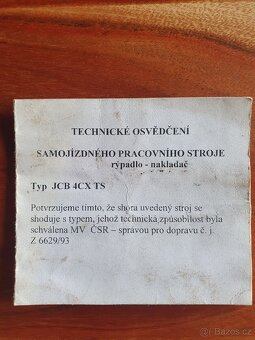 TECHNICKÉ OSVĚDČENÍ
SAMOJÍZDNÉHO PRACOVNÍHO STROJE
rýpadlo - nakladač
Typ JCB 4CX TS
Potvrzujeme tímto, že shora uvedený stroj se
shoduje s typem, jehož technická způsobilost byla
schválena MV ČSR – správou pro dopravu č. j.
Z 6629/93
Bazos.cz